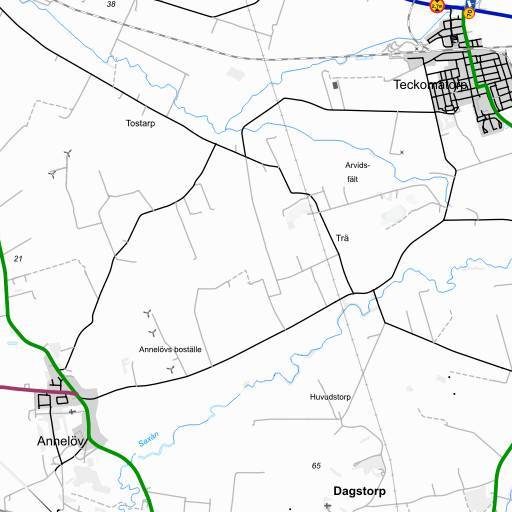 38
Teckomatorp
Tostarp
Arvids-
fält
Trä
21
Annelövs boställe
Huvudstorp
Saxån
Annelöv
65
Dagstorp